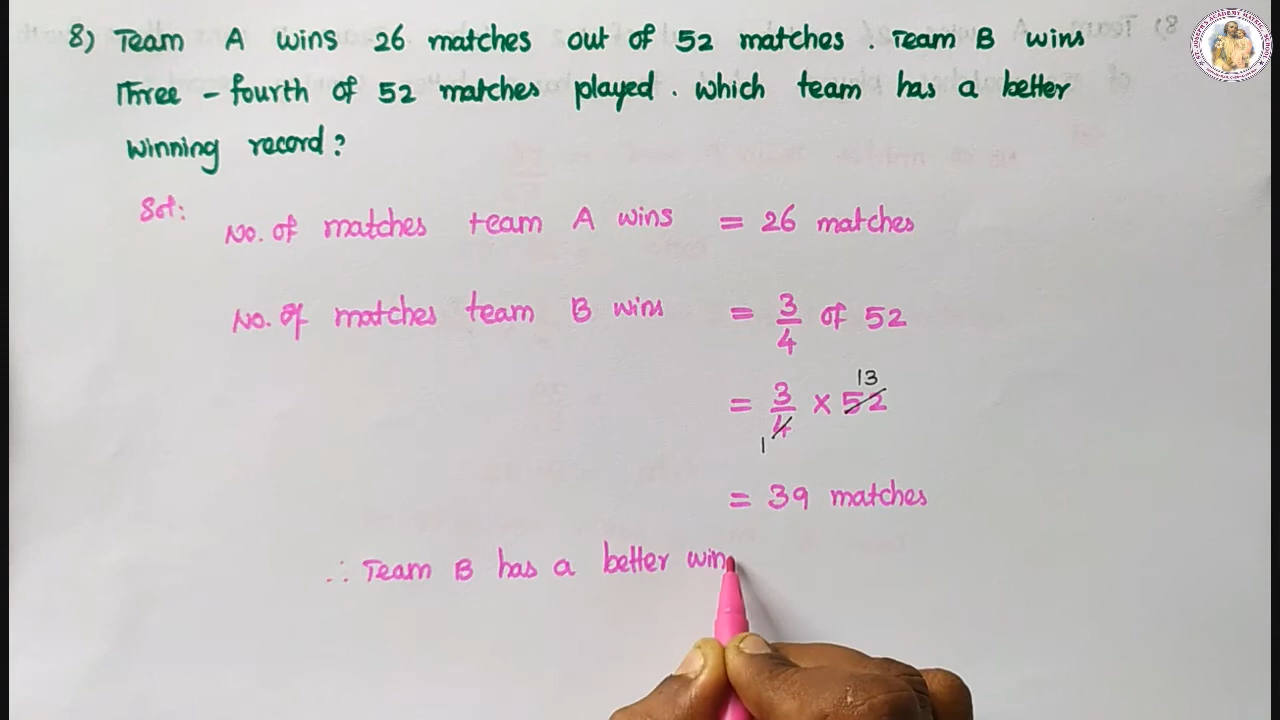 8) Team A wins 26 matches out of 52 matches. Team B wins
Three - fourth of 52 matches played. Which team has a better
winning record?
Sol:
No. of matches team A wins = 26 matches
No. of matches team B wins = 3/4 of 52
= 3/4 × 52
13
1
= 39 matches
∴ Team B has a better win